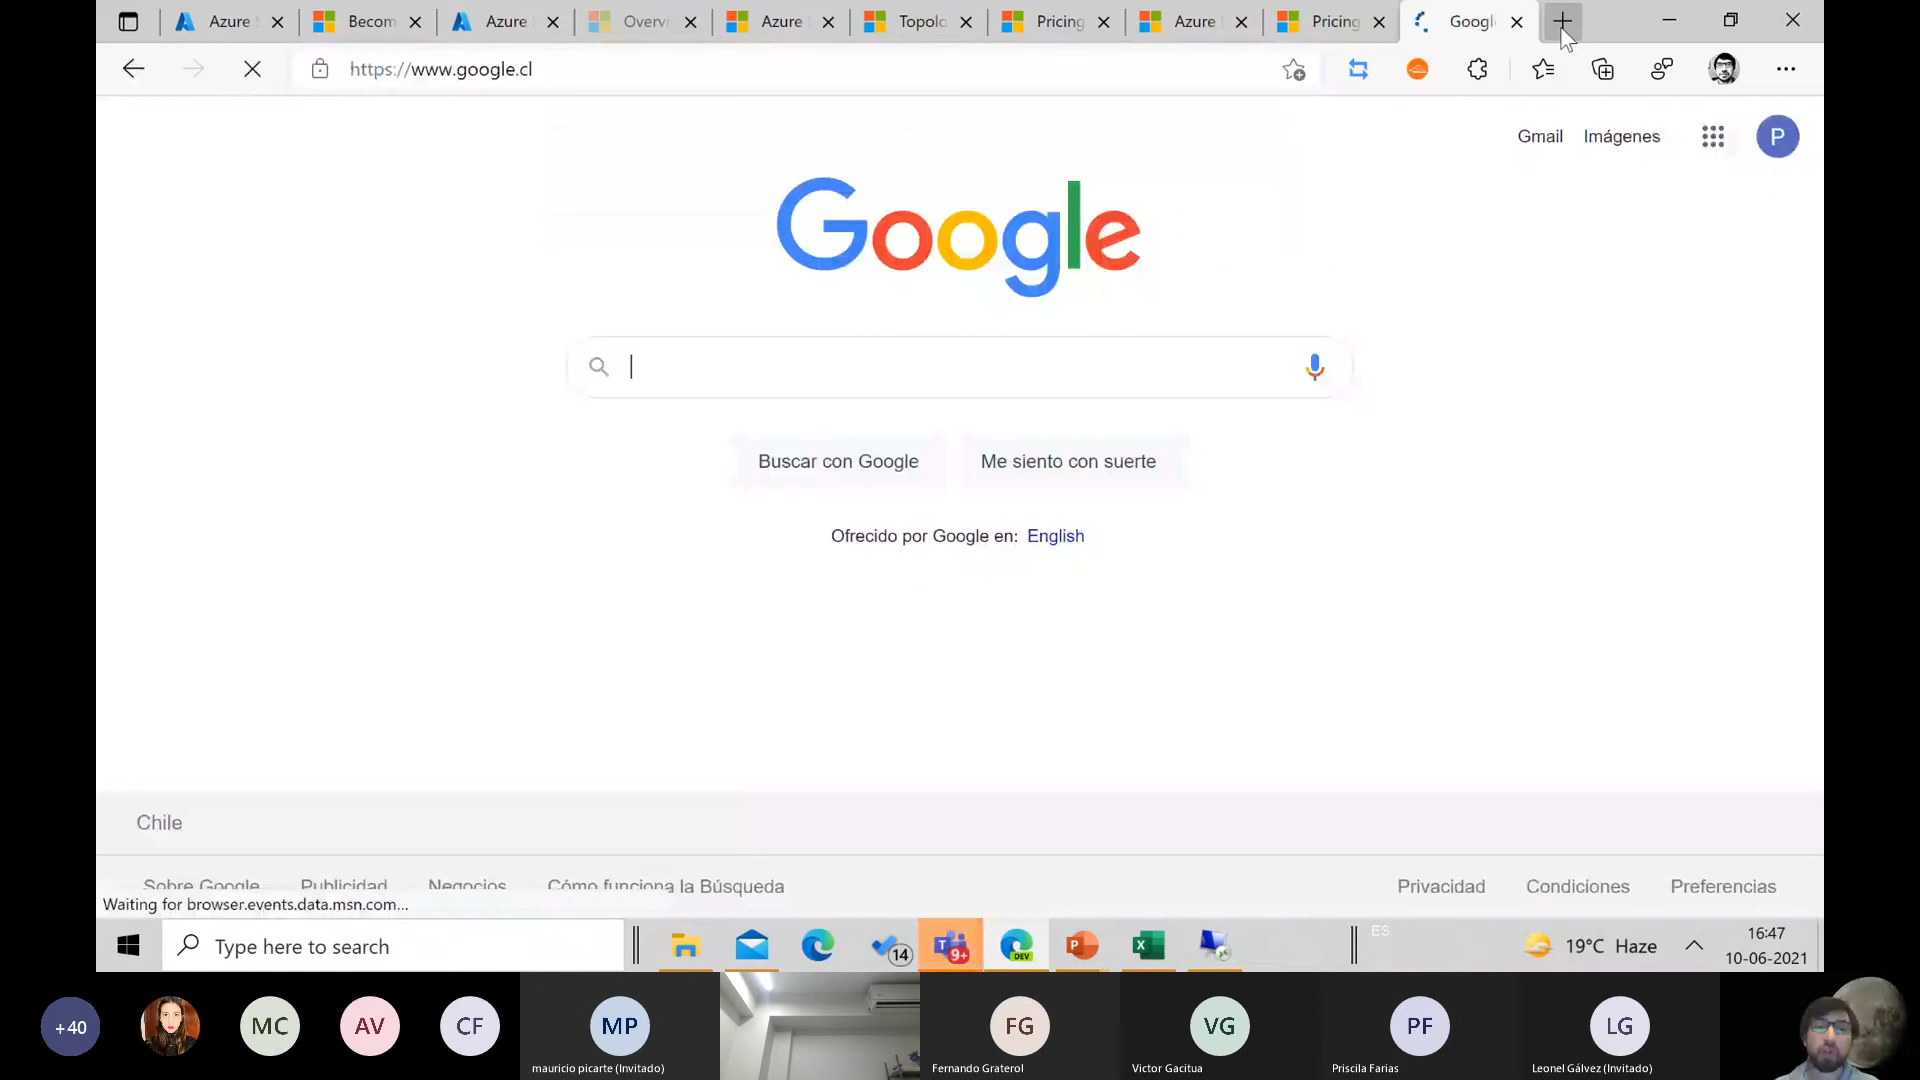 Azure
Becom
Azure
Overvi
Azure
Topolo
Pricing
Azure
Pricing
Googl
https://www.google.cl
Gmail
Imágenes
P
Google
Buscar con Google
Me siento con suerte
Ofrecido por Google en: English
Chile
Sobre Google
Publicidad
Negocios
Cómo funciona la Búsqueda
Privacidad
Condiciones
Preferencias
Waiting for browser.events.data.msn.com...
Type here to search
14
T
9+
DEV
P
X
ES
19°C Haze
16:47
10-06-2021
+40
MC
AV
CF
MP
mauricio picarte (Invitado)
FG
Fernando Graterol
VG
Victor Gacitua
PF
Priscila Farias
LG
Leonel Gálvez (Invitado)